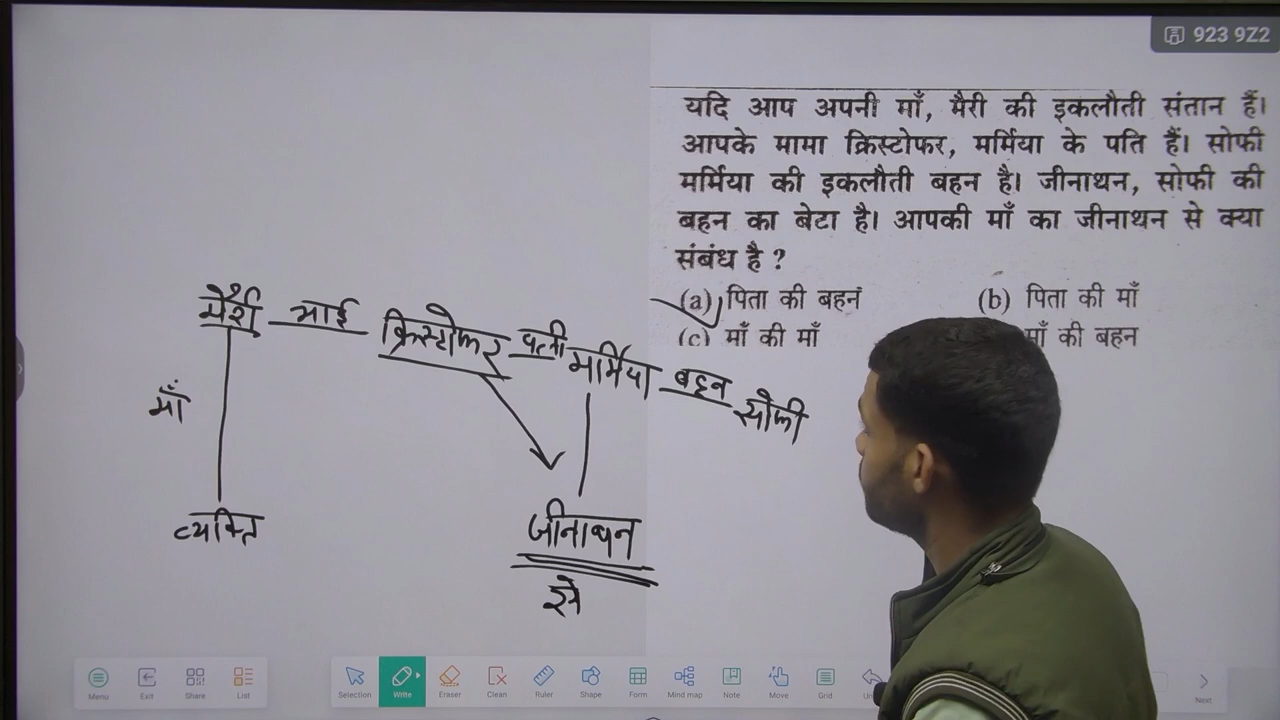 923 9Z2
यदि आप अपनी माँ, मैरी की इकलौती संतान हैं।
आपके मामा क्रिस्टोफर, मर्मिया के पति हैं। सोफी
मर्मिया की इकलौती बहन है। जीनाथन, सोफी की
बहन का बेटा है। आपकी माँ का जीनाथन से क्या
संबंध है ?
(a) पिता की बहन
(b) पिता की माँ
(c) माँ की माँ
माँ की बहन
मैरी भाई क्रिस्टोफर पत्नी मर्मिया बहन सोफी
माँ
व्यक्ति
जीनाथन
से
Menu Exit Share List Selection Write Eraser Clean Ruler Shape Form Mind map Note Move Grid Next